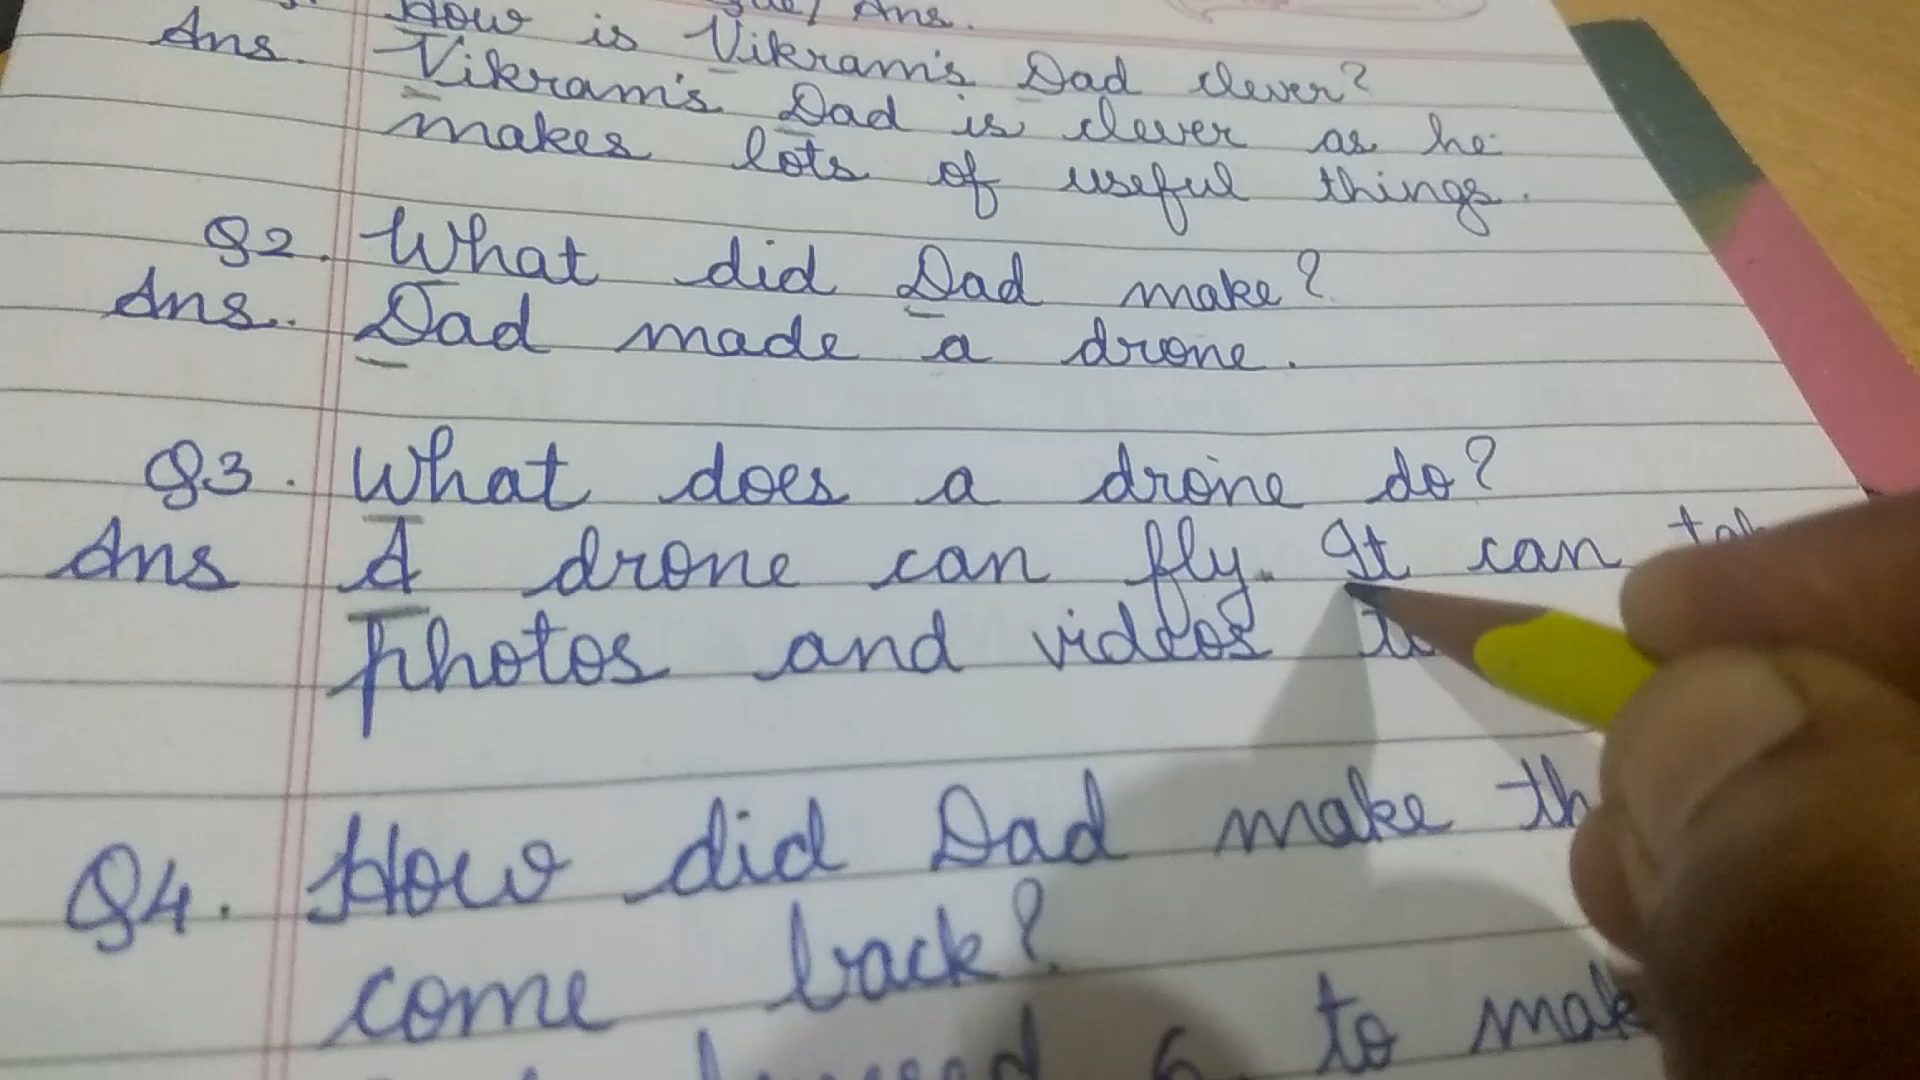 Ans.
How is Vikram's Dad clever?
Ans. Vikram's Dad is clever as he
makes lots of useful things.
Q2. What did Dad make?
Ans. Dad made a drone.
Q3. What does a drone do?
Ans A drone can fly. It can
photos and videos
Q4. How did Dad make
come back?
to